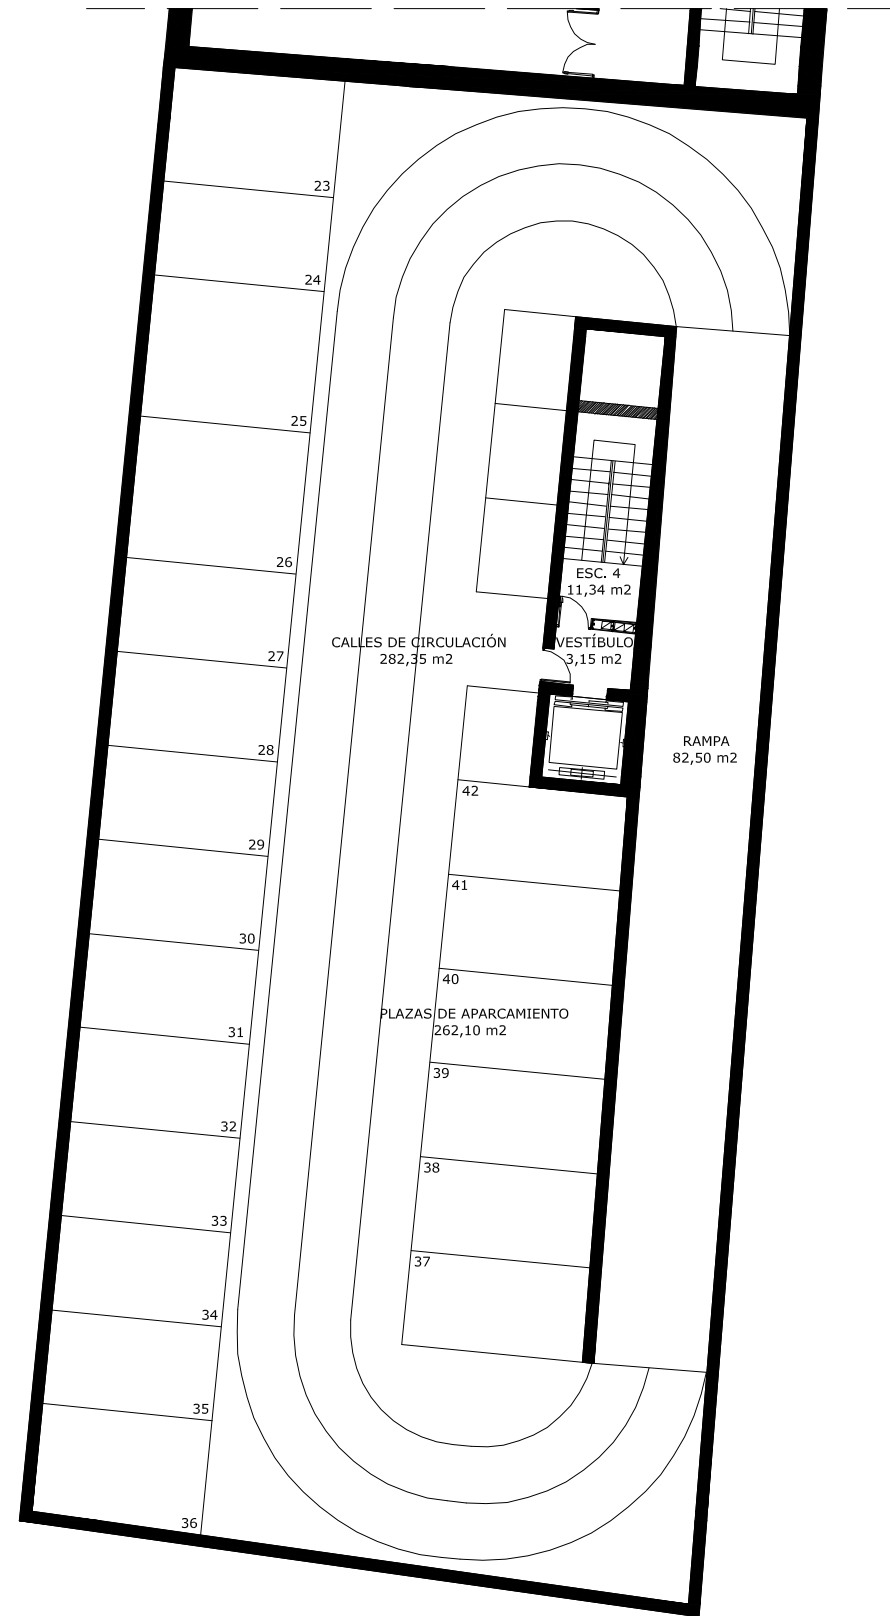 23
24
25
26
ESC. 4
11,34 m2
CALLES DE CIRCULACIÓN
282,35 m2
VESTÍBULO
3,15 m2
27
28
RAMPA
82,50 m2
42
29
41
30
40
PLAZAS DE APARCAMIENTO
262,10 m2
31
39
32
38
33
37
34
35
36